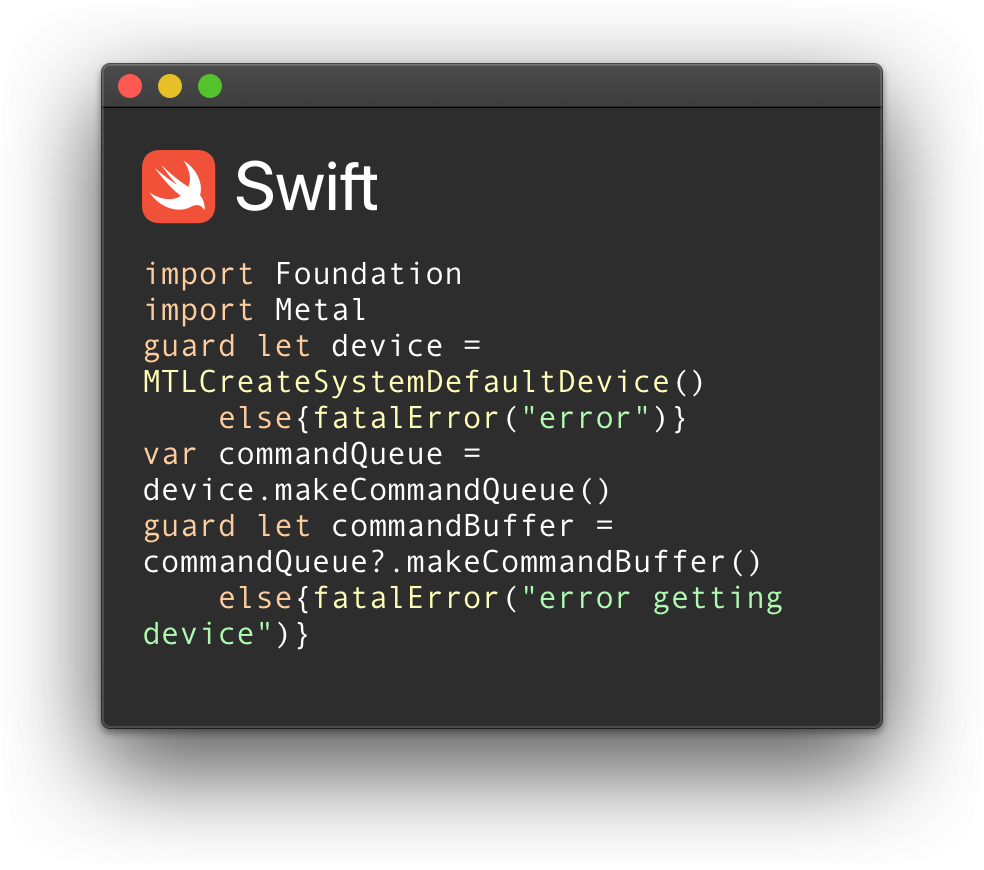 Swift
import Foundation
import Metal
guard let device =
MTLCreateSystemDefaultDevice()
    else{fatalError("error")}
var commandQueue =
device.makeCommandQueue()
guard let commandBuffer =
commandQueue?.makeCommandBuffer()
    else{fatalError("error getting
device")}